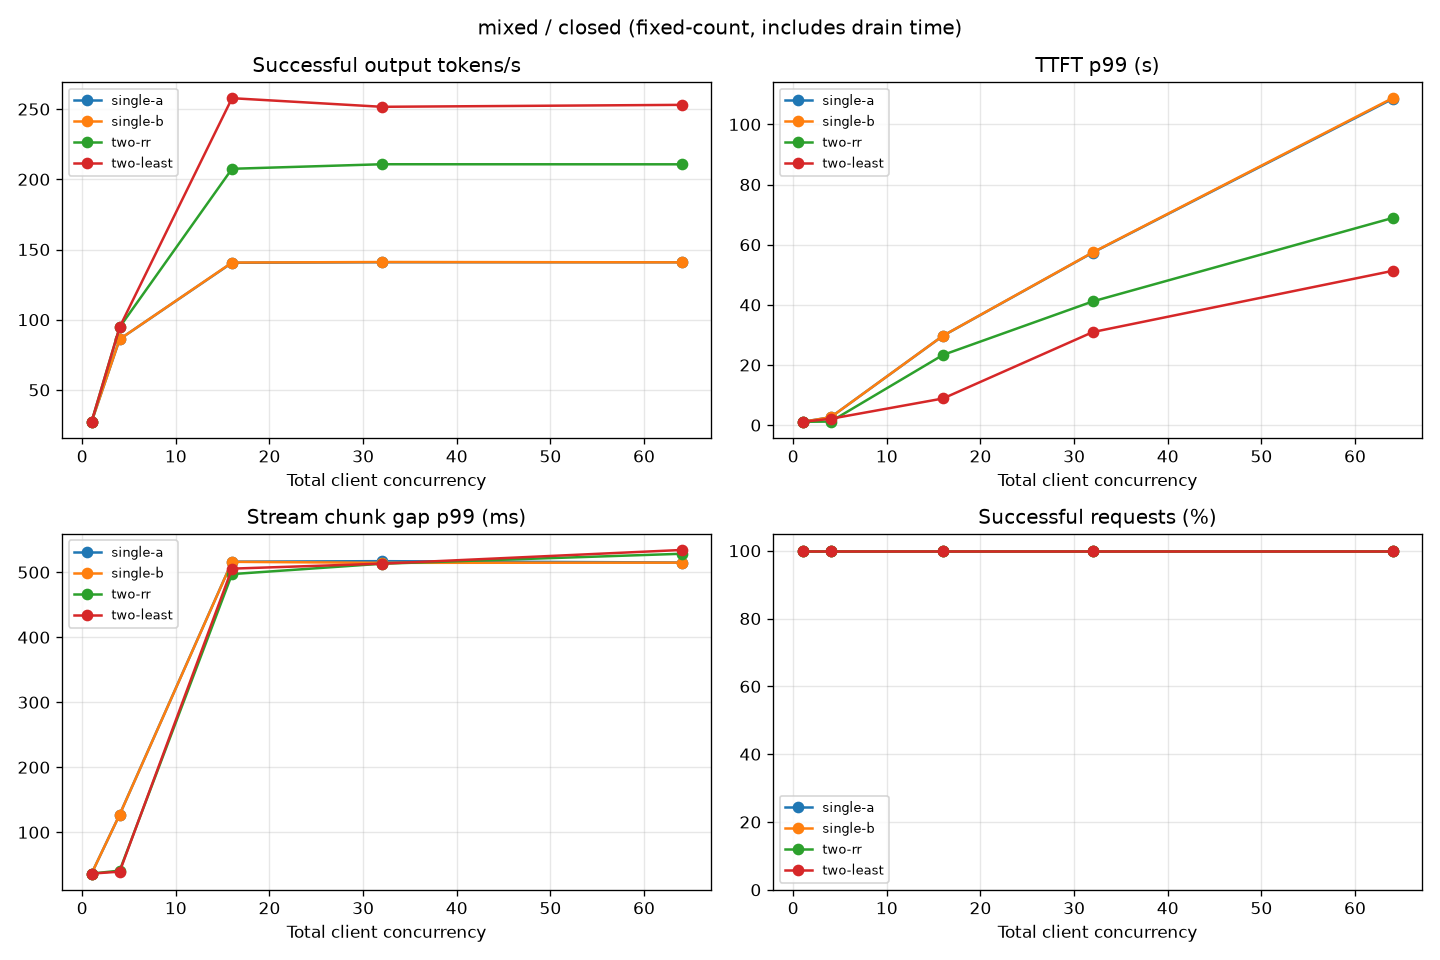 mixed / closed (fixed-count, includes drain time)
Successful output tokens/s
250
200
150
100
50
single-a
single-b
two-rr
two-least
0 10 20 30 40 50 60
Total client concurrency
TTFT p99 (s)
100
80
60
40
20
0
single-a
single-b
two-rr
two-least
0 10 20 30 40 50 60
Total client concurrency
Stream chunk gap p99 (ms)
500
400
300
200
100
single-a
single-b
two-rr
two-least
0 10 20 30 40 50 60
Total client concurrency
Successful requests (%)
100
80
60
40
20
0
single-a
single-b
two-rr
two-least
0 10 20 30 40 50 60
Total client concurrency